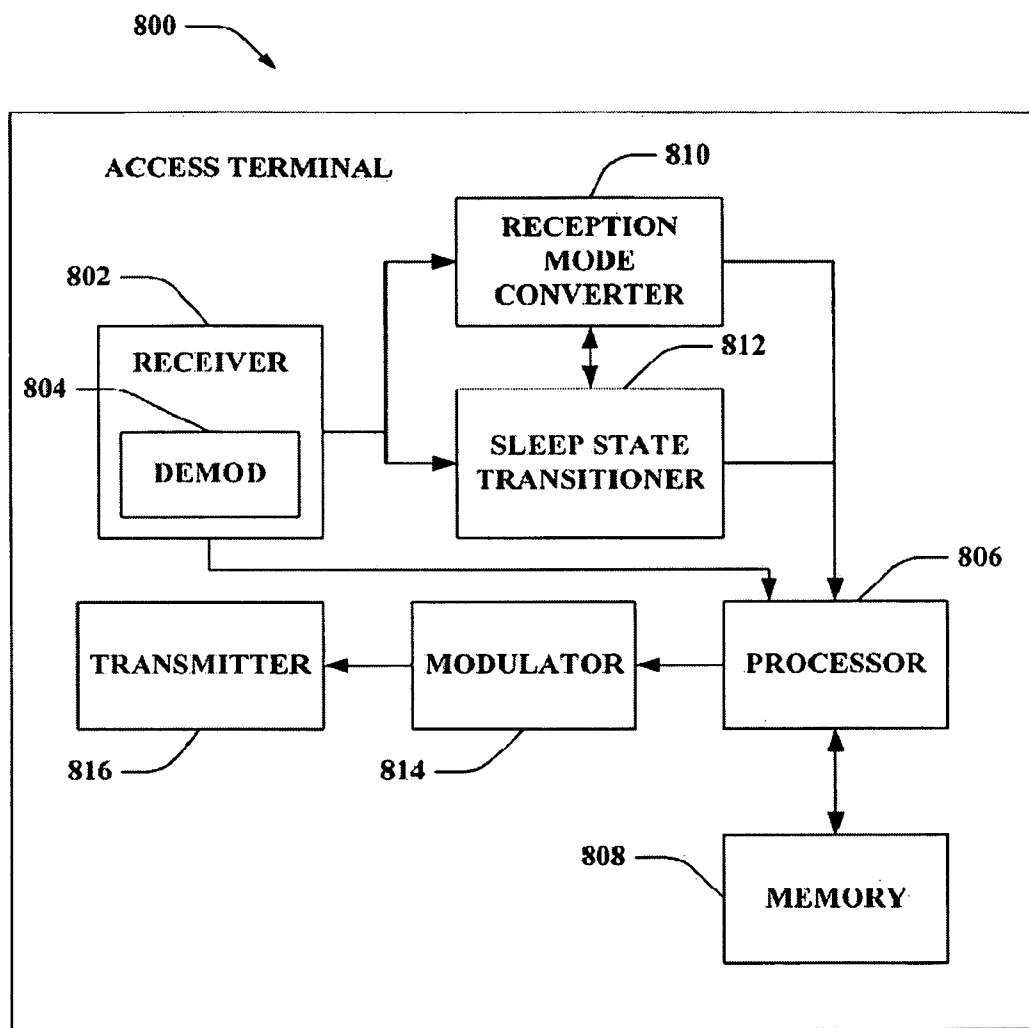 800
ACCESS TERMINAL
810
RECEPTION
MODE
CONVERTER
802
RECEIVER
804
DEMOD
812
SLEEP STATE
TRANSITIONER
806
TRANSMITTER
MODULATOR
PROCESSOR
816
814
808
MEMORY